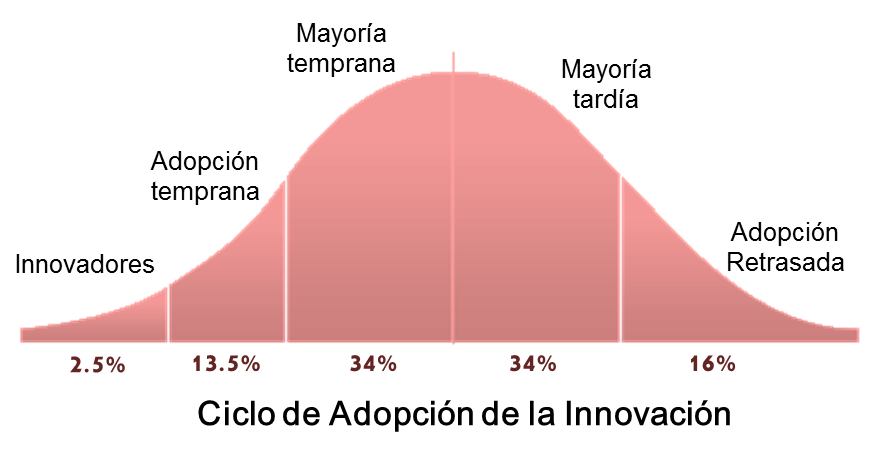 Mayoría
temprana
Mayoría
tardía
Adopción
temprana
Adopción
Retrasada
Innovadores
2.5%
13.5%
34%
34%
16%
Ciclo de Adopción de la Innovación